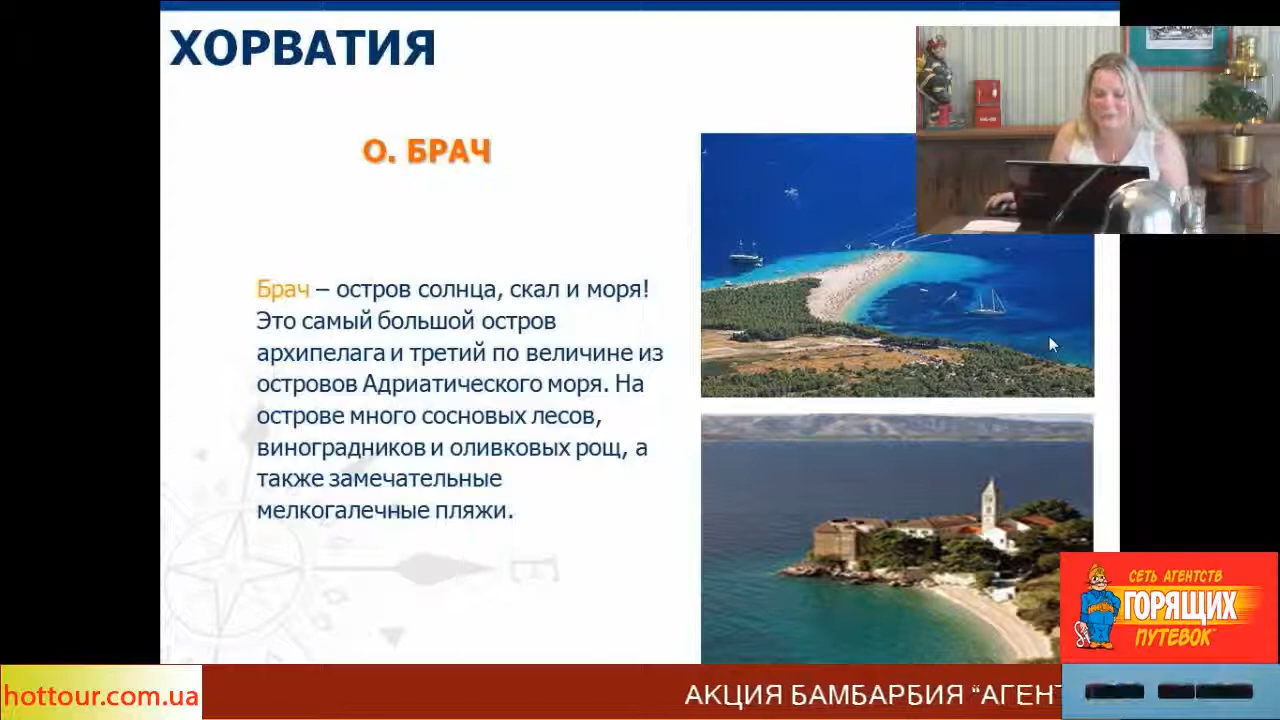 ХОРВАТИЯ
О. БРАЧ
Брач – остров солнца, скал и моря!
Это самый большой остров
архипелага и третий по величине из
островов Адриатического моря. На
острове много сосновых лесов,
виноградников и оливковых рощ, а
также замечательные
мелкогалечные пляжи.
E
СЕТЬ АГЕНТСТВ
ГОРЯЩИХ
ПУТЕВОК
hottour.com.ua
АКЦИЯ БАМБАРБИЯ “АГЕНТ